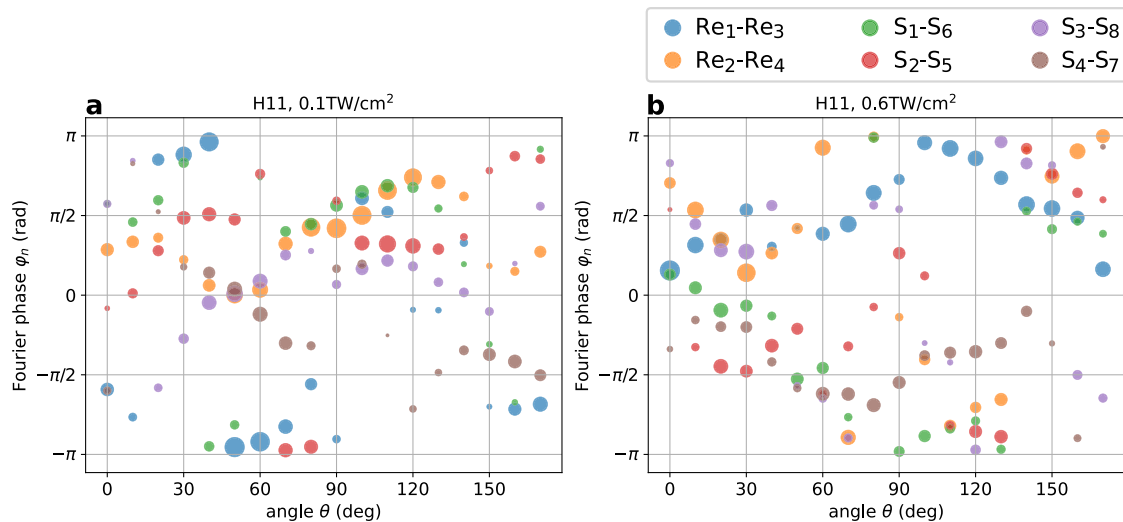 Re₁-Re₃ S₁-S₆ S₃-S₈
Re₂-Re₄ S₂-S₅ S₄-S₇
a
H11, 0.1TW/cm²
π
π/2
0
−π/2
−π
Fourier phase φₙ (rad)
0 30 60 90 120 150
angle θ (deg)
b
H11, 0.6TW/cm²
π
π/2
0
−π/2
−π
Fourier phase φₙ (rad)
0 30 60 90 120 150
angle θ (deg)